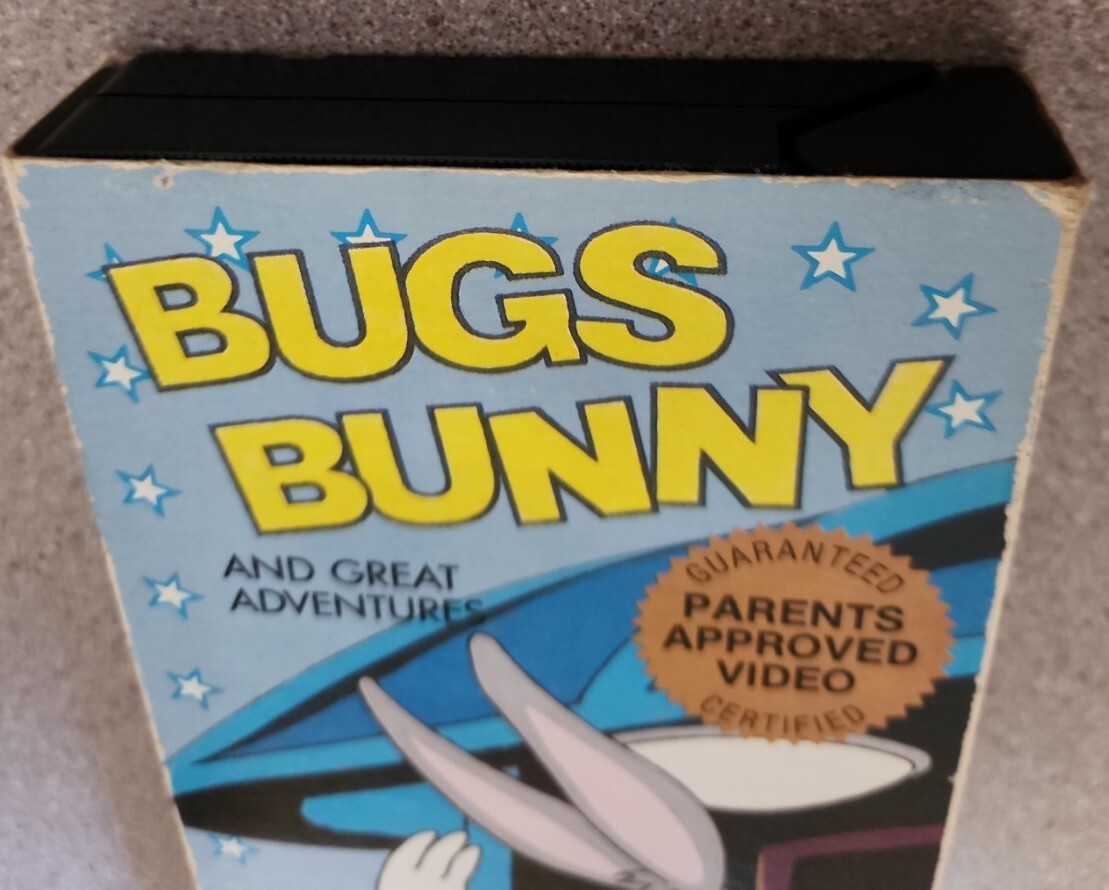 BUGS
BUNNY
AND GREAT
ADVENTURES
GUARANTEED
PARENTS
APPROVED
VIDEO
CERTIFIED